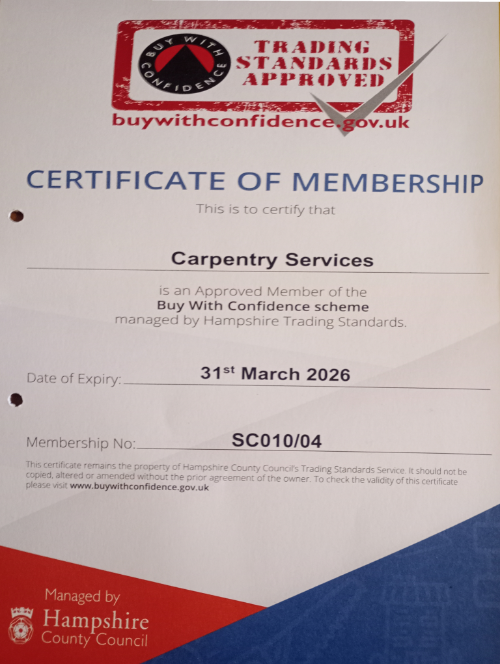 BUY WITH CONFIDENCE
TRADING
STANDARDS
APPROVED
buywithconfidence.gov.uk
CERTIFICATE OF MEMBERSHIP
This is to certify that
Carpentry Services
is an Approved Member of the
Buy With Confidence scheme
managed by Hampshire Trading Standards.
Date of Expiry: 31st March 2026
Membership No: SC010/04
This certificate remains the property of Hampshire County Council's Trading Standards Service. It should not be
copied, altered or amended without the prior agreement of the owner. To check the validity of this certificate
please visit www.buywithconfidence.gov.uk
Managed by
Hampshire
County Council